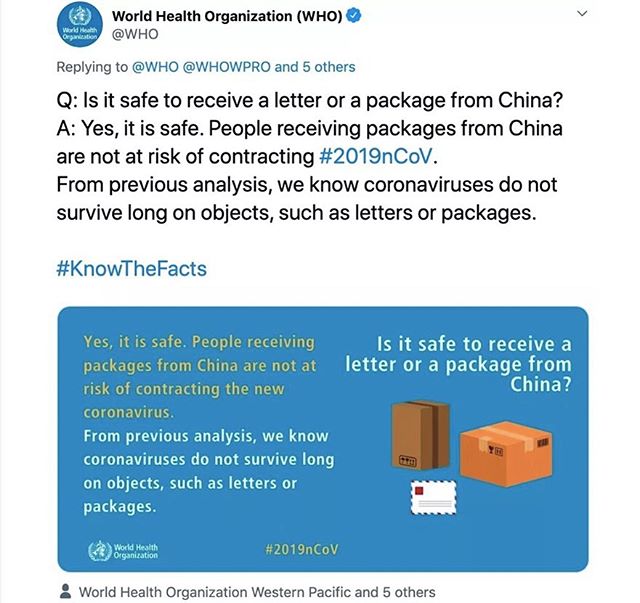 World Health Organization (WHO)
@WHO
World Health
Organization
Replying to @WHO @WHOWPRO and 5 others
Q: Is it safe to receive a letter or a package from China?
A: Yes, it is safe. People receiving packages from China
are not at risk of contracting #2019nCoV.
From previous analysis, we know coronaviruses do not
survive long on objects, such as letters or packages.
#KnowTheFacts
Yes, it is safe. People receiving
packages from China are not at
risk of contracting the new
coronavirus.
From previous analysis, we know
coronaviruses do not survive long
on objects, such as letters or
packages.
Is it safe to receive a
letter or a package from
China?
World Health
Organization
#2019nCoV
World Health Organization Western Pacific and 5 others